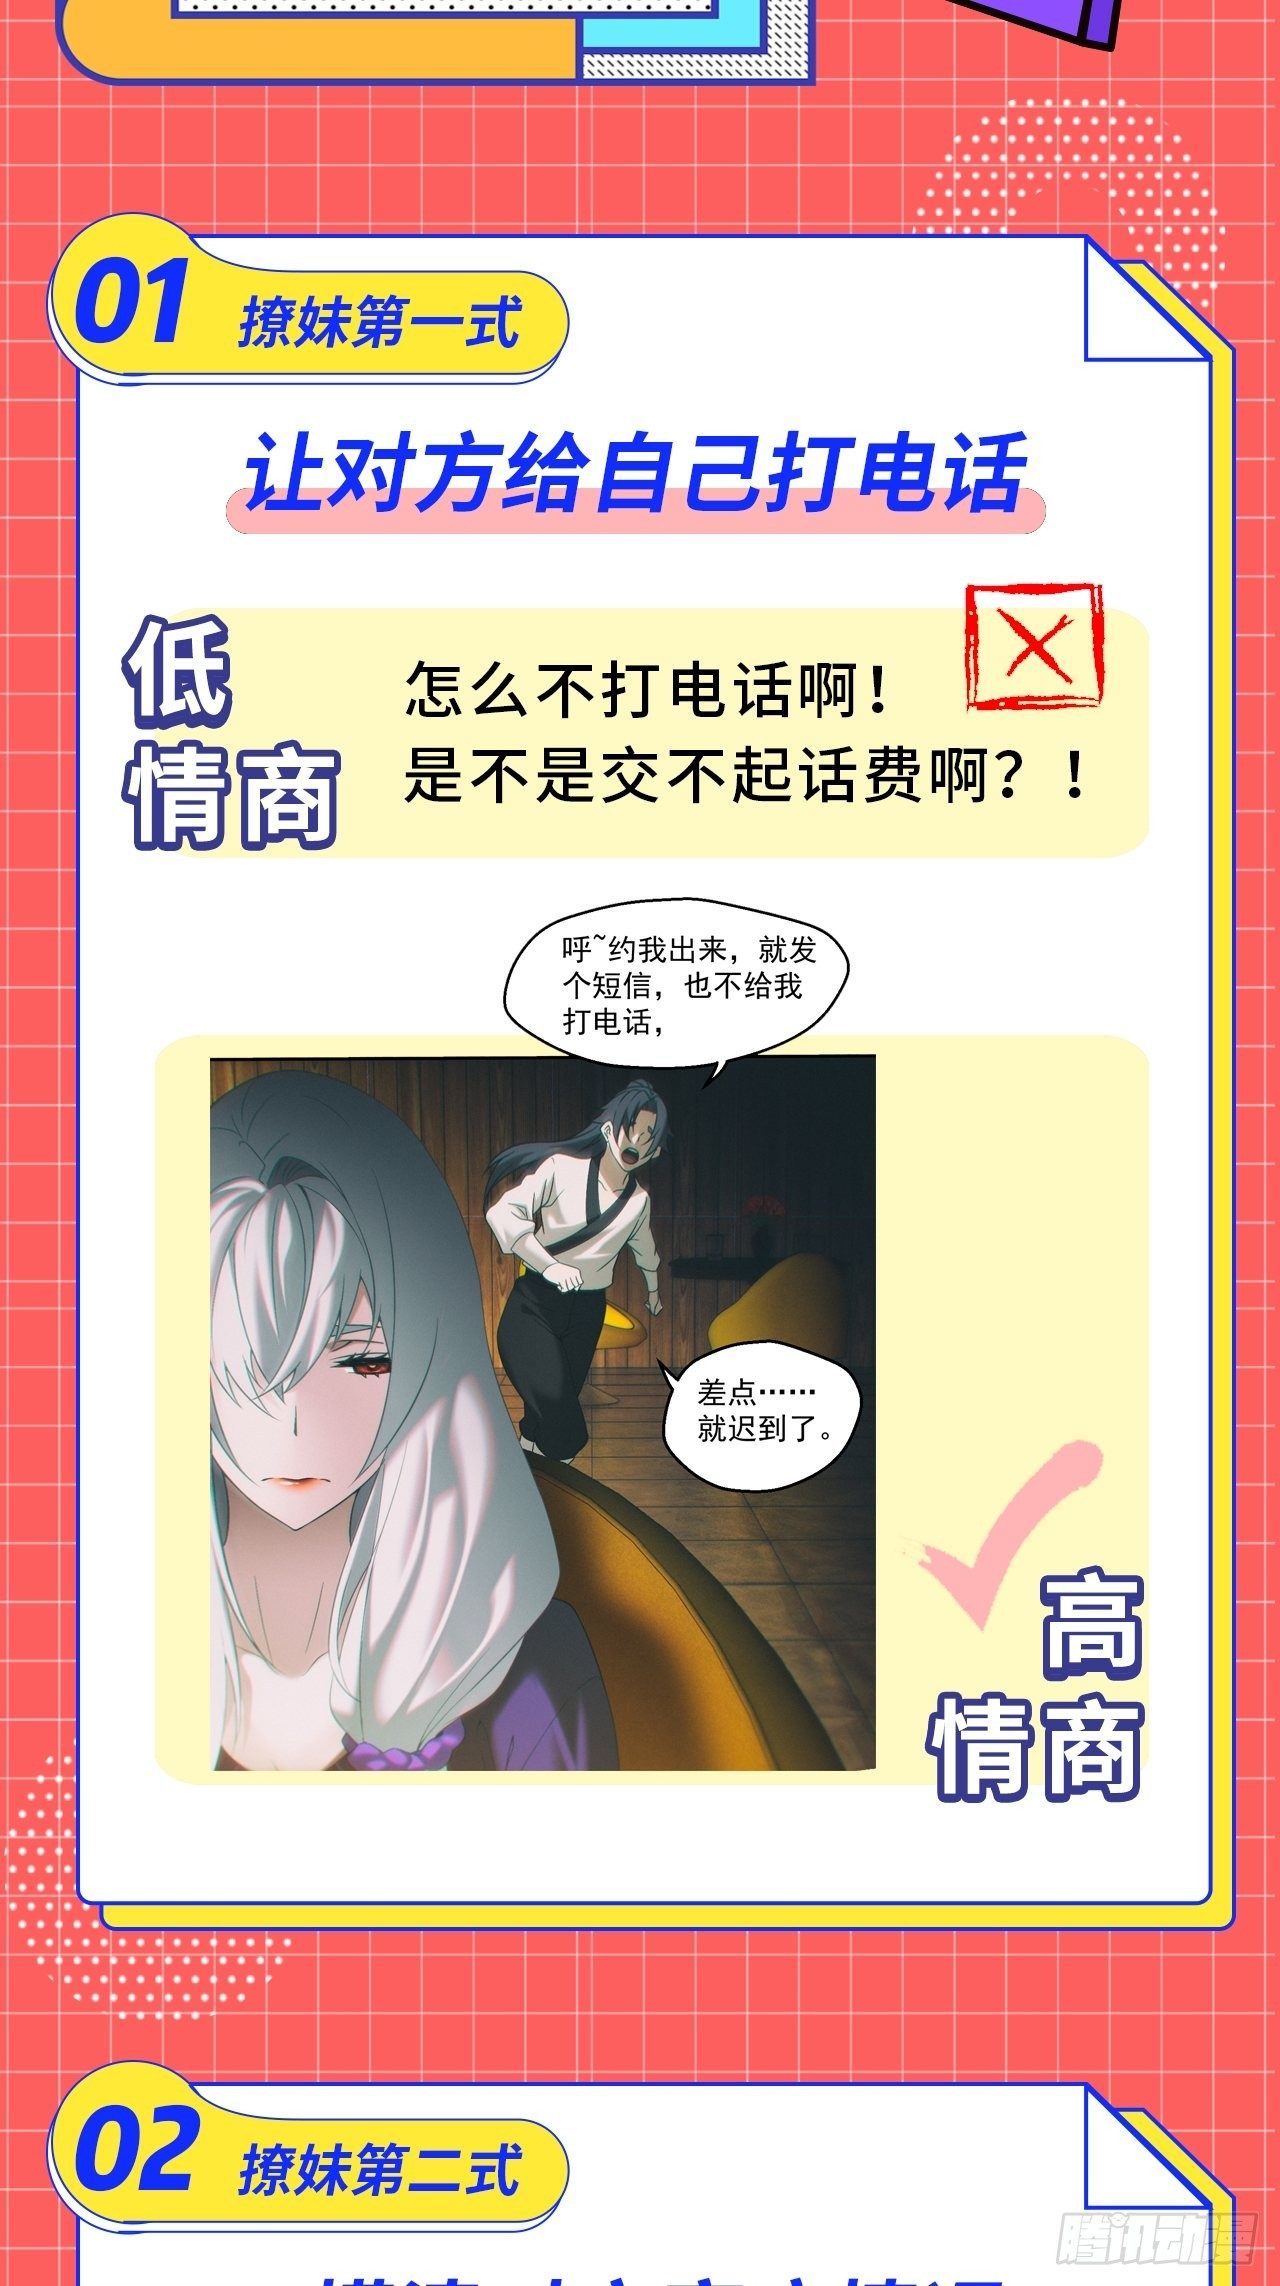 01 撩妹第一式
让对方给自己打电话
低
情商
怎么不打电话啊！
是不是交不起话费啊？！
呼~约我出来，就发
个短信，也不给我
打电话，
差点……
就迟到了。
高
情商
02 撩妹第二式
腾讯动漫